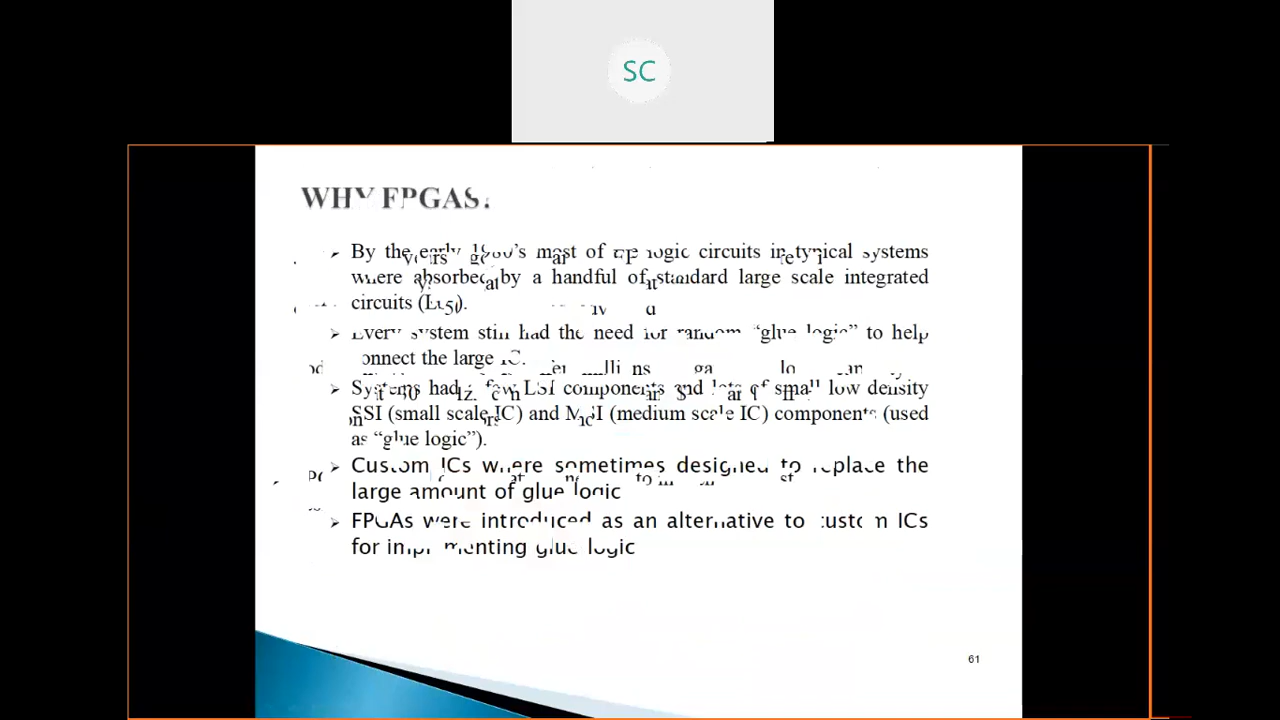 SC
WHY FPGAS
By the early 1980's most of the logic circuits in typical systems
where absorbed by a handful of standard large scale integrated
circuits (LSI).
Every system still had the need for random “glue logic” to help
connect the large IC.
Systems had few LSI components and lots of small low density
SSI (small scale IC) and MSI (medium scale IC) components (used
as “glue logic”).
Custom ICs where sometimes designed to replace the
large amount of glue logic
FPGAs were introduced as an alternative to custom ICs
for implementing glue logic
61